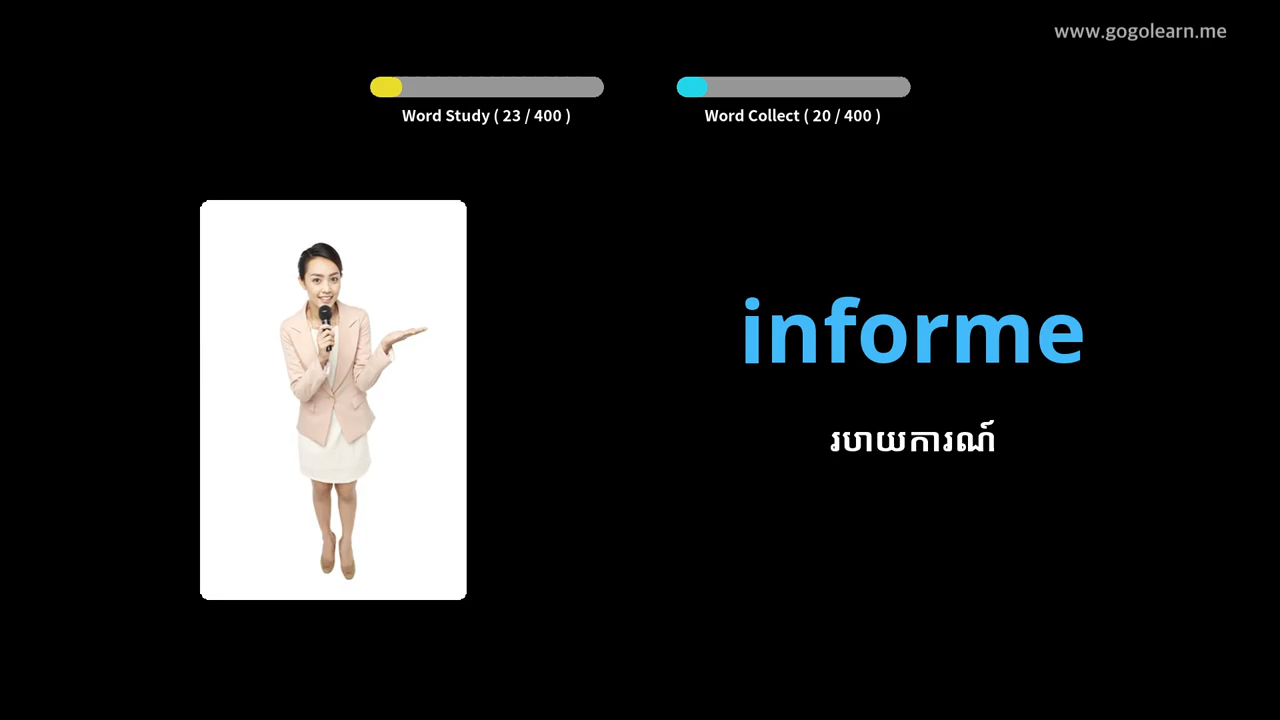 www.gogolearn.me
Word Study ( 23 / 400 )
Word Collect ( 20 / 400 )
informe
របាយការណ៍